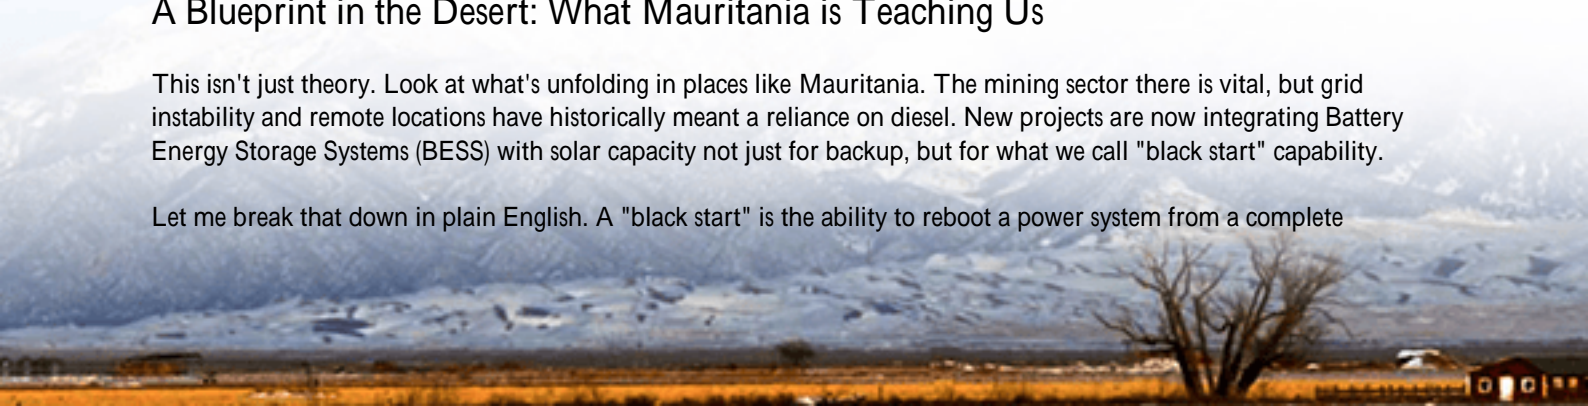 A Blueprint in the Desert: What Mauritania is Teaching Us
This isn't just theory. Look at what's unfolding in places like Mauritania. The mining sector there is vital, but grid
instability and remote locations have historically meant a reliance on diesel. New projects are now integrating Battery
Energy Storage Systems (BESS) with solar capacity not just for backup, but for what we call "black start" capability.
Let me break that down in plain English. A "black start" is the ability to reboot a power system from a complete